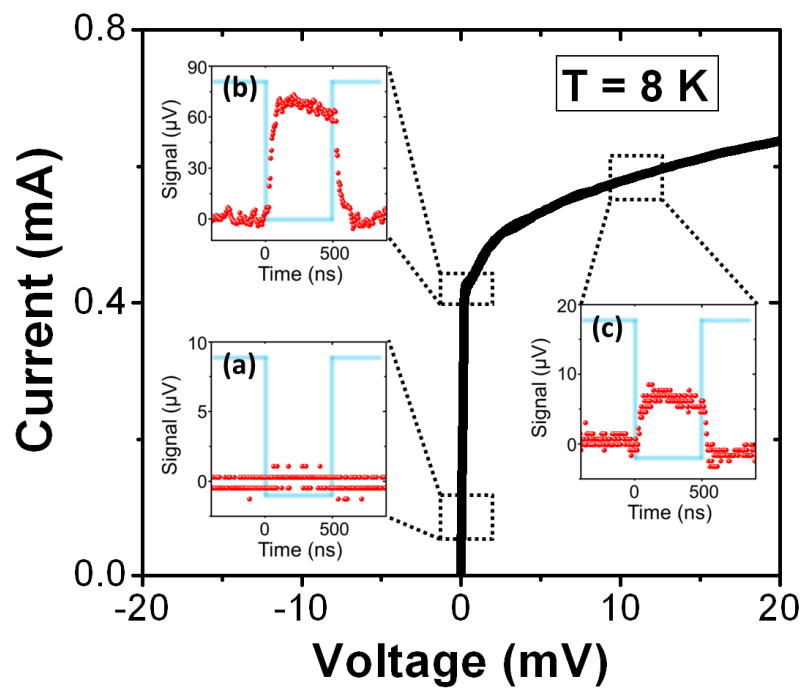 0.8
0.4
0.0
Current (mA)
-20
-10
0
10
20
Voltage (mV)
T = 8 K
(b)
90
60
30
0
Signal (µV)
0
500
Time (ns)
(a)
10
5
0
Signal (µV)
0
500
Time (ns)
(c)
20
10
0
Signal (µV)
0
500
Time (ns)